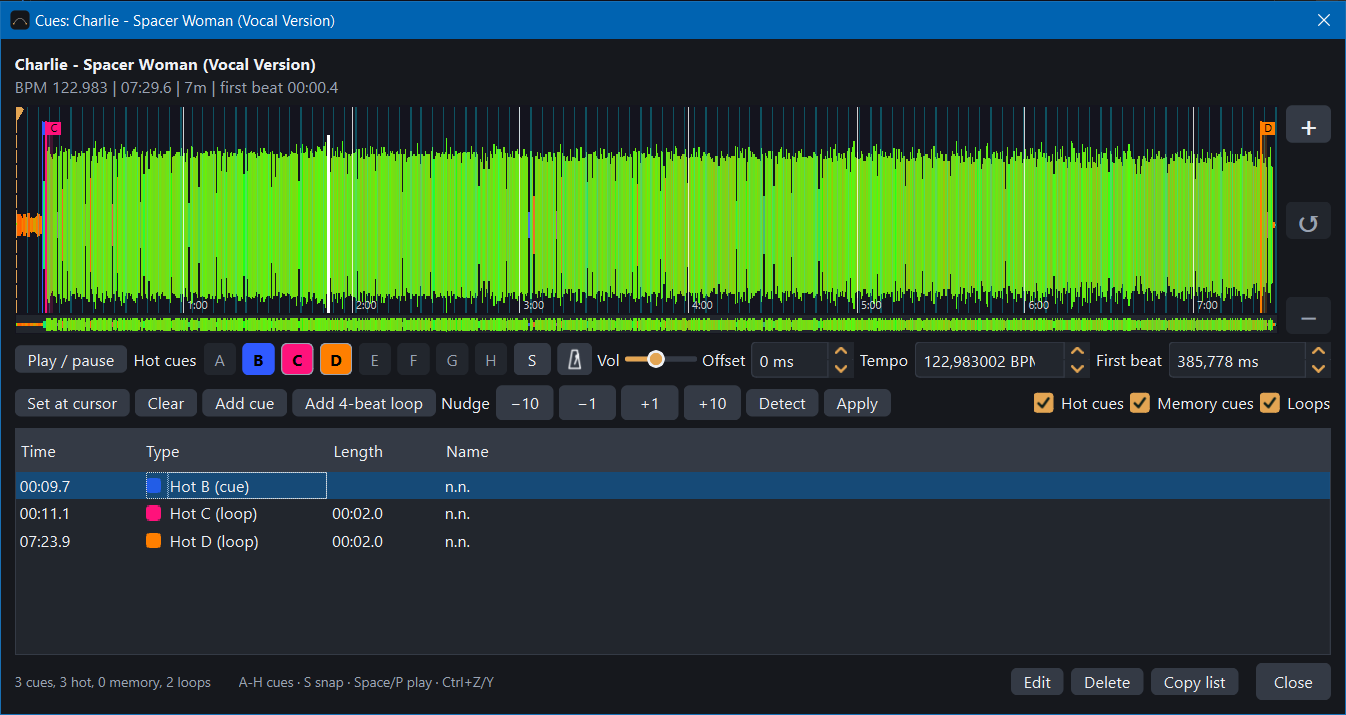 Cues: Charlie - Spacer Woman (Vocal Version)
Charlie - Spacer Woman (Vocal Version)
BPM 122.983 | 07:29.6 | 7m | first beat 00:00.4
C D
1:00 2:00 3:00 4:00 5:00 6:00 7:00
Play / pause Hot cues A B C D E F G H S Vol Offset 0 ms Tempo 122,983002 BPM First beat 385,778 ms
Set at cursor Clear Add cue Add 4-beat loop Nudge −10 −1 +1 +10 Detect Apply Hot cues Memory cues Loops
Time Type Length Name
00:09.7 Hot B (cue) n.n.
00:11.1 Hot C (loop) 00:02.0 n.n.
07:23.9 Hot D (loop) 00:02.0 n.n.
3 cues, 3 hot, 0 memory, 2 loops A-H cues · S snap · Space/P play · Ctrl+Z/Y Edit Delete Copy list Close